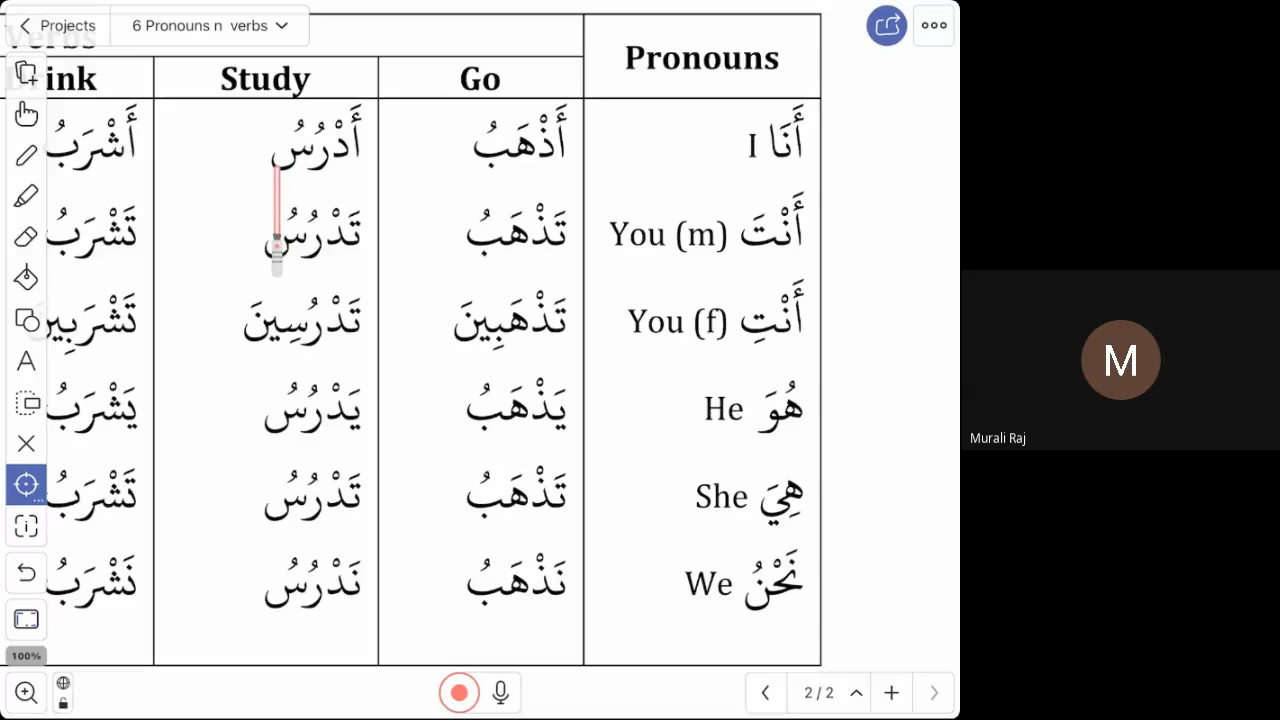 Projects 6 Pronouns n verbs
Verbs
Pronouns
Go Study ink
أَنَا I أَذْهَبُ أَدْرُسُ أَشْرَبُ
أَنْتَ You (m) تَذْهَبُ تَدْرُسُ تَشْرَبُ
أَنْتِ You (f) تَذْهَبِينَ تَدْرُسِينَ
هُوَ He يَذْهَبُ يَدْرُسُ يَشْرَبُ
هِيَ She تَذْهَبُ تَدْرُسُ تَشْرَبُ
نَحْنُ We نَذْهَبُ نَدْرُسُ نَشْرَبُ
100%
2 / 2
M
Murali Raj